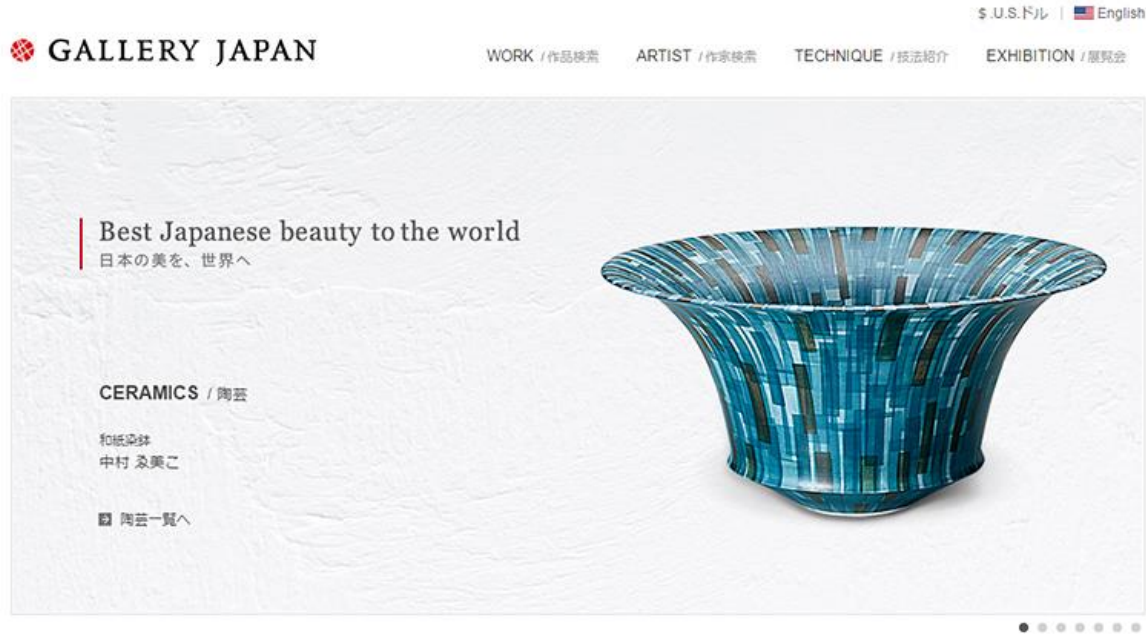 $ .U.S.ドル | English
GALLERY JAPAN
WORK /作品検索 ARTIST /作家検索 TECHNIQUE /技法紹介 EXHIBITION /展覧会
Best Japanese beauty to the world
日本の美を、世界へ
CERAMICS / 陶芸
和紙染鉢
中村 ゑ美こ
陶芸一覧へ